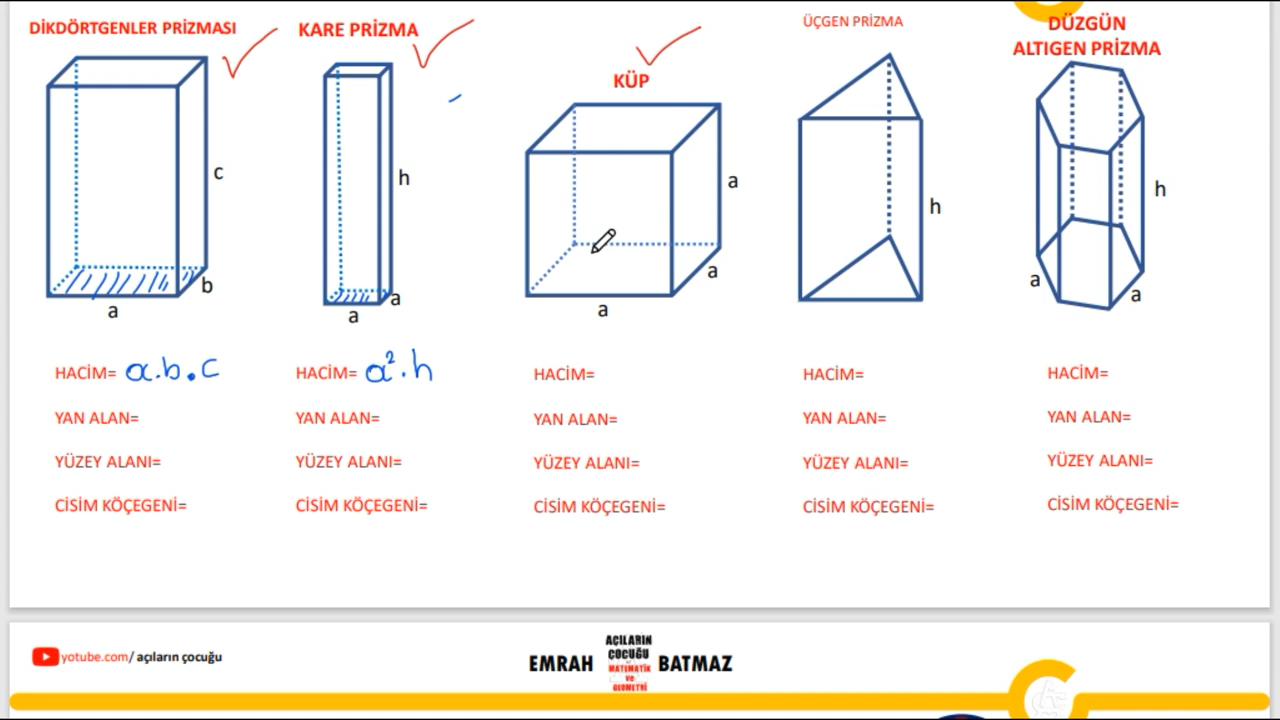 DİKDÖRTGENLER PRİZMASI
c
b
a
HACİM= a.b.c
YAN ALAN=
YÜZEY ALANI=
CİSİM KÖÇEGENİ=
KARE PRİZMA
h
a
a
HACİM= a².h
YAN ALAN=
YÜZEY ALANI=
CİSİM KÖÇEGENİ=
KÜP
a
a
a
HACİM=
YAN ALAN=
YÜZEY ALANI=
CİSİM KÖÇEGENİ=
ÜÇGEN PRİZMA
h
HACİM=
YAN ALAN=
YÜZEY ALANI=
CİSİM KÖÇEGENİ=
DÜZGÜN
ALTIGEN PRİZMA
h
a
a
HACİM=
YAN ALAN=
YÜZEY ALANI=
CİSİM KÖÇEGENİ=
yotube.com/ açıların çocuğu
EMRAH
AÇILARIN
ÇOCUĞU
MATEMATİK
ve
GEOMETRİ
BATMAZ